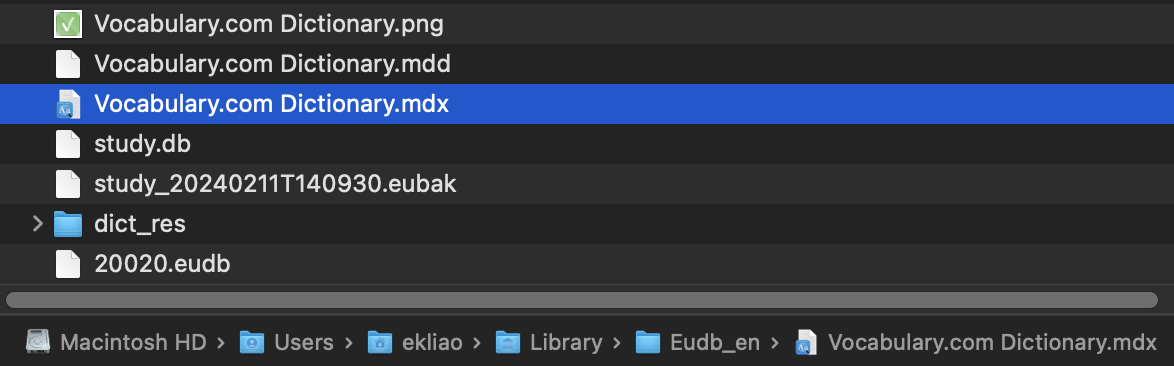 Vocabulary.com Dictionary.png
Vocabulary.com Dictionary.mdd
Vocabulary.com Dictionary.mdx
study.db
study_20240211T140930.eubak
dict_res
20020.eudb
Macintosh HD › Users › ekliao › Library › Eudb_en › Vocabulary.com Dictionary.mdx